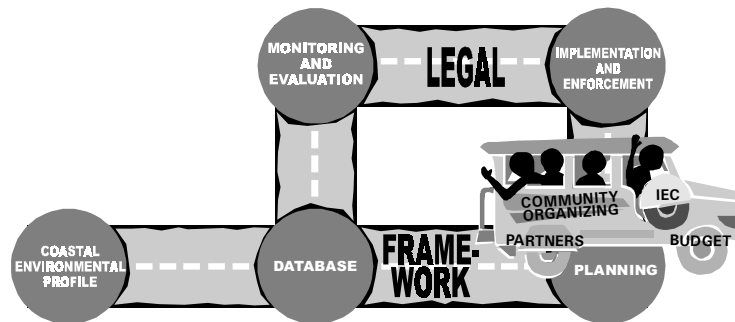 MONITORING
AND
EVALUATION
LEGAL
IMPLEMENTATION
AND
ENFORCEMENT
COMMUNITY
ORGANIZING
IEC
PARTNERS
BUDGET
COASTAL
ENVIRONMENTAL
PROFILE
DATABASE
FRAME-
WORK
PLANNING